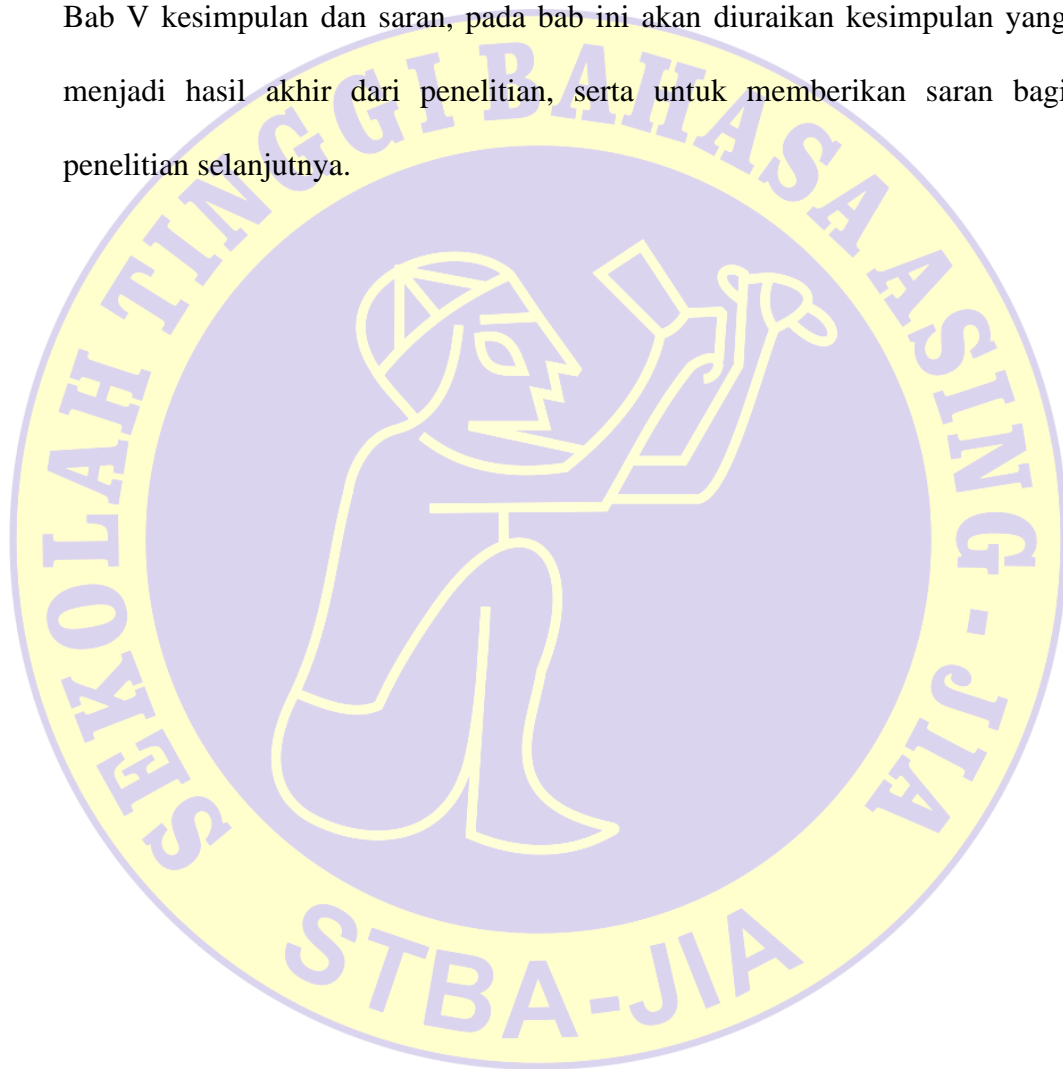 Bab V kesimpulan dan saran, pada bab ini akan diuraikan kesimpulan yang
menjadi hasil akhir dari penelitian, serta untuk memberikan saran bagi
penelitian selanjutnya.
SEKOLAH TINGGI BAHASA ASING - JIA
STBA-JIA